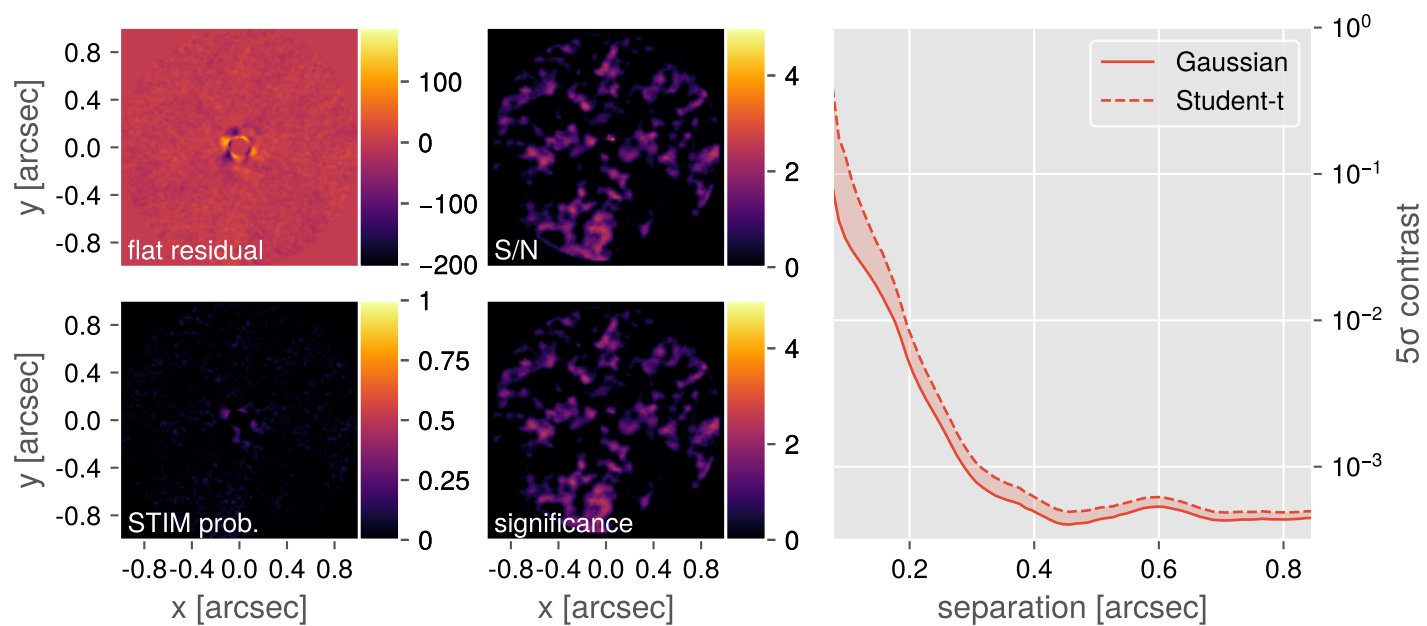 0.8
0.4
0.0
-0.4
-0.8
y [arcsec]
flat residual
100
0
−100
−200
S/N
4
2
0
0.8
0.4
0.0
-0.4
-0.8
y [arcsec]
STIM prob.
1
0.75
0.5
0.25
0
-0.8 -0.4 0.0 0.4 0.8
x [arcsec]
significance
4
2
0
-0.8 -0.4 0.0 0.4 0.8
x [arcsec]
Gaussian
Student-t
10⁰
10⁻¹
10⁻²
10⁻³
5σ contrast
0.2 0.4 0.6 0.8
separation [arcsec]